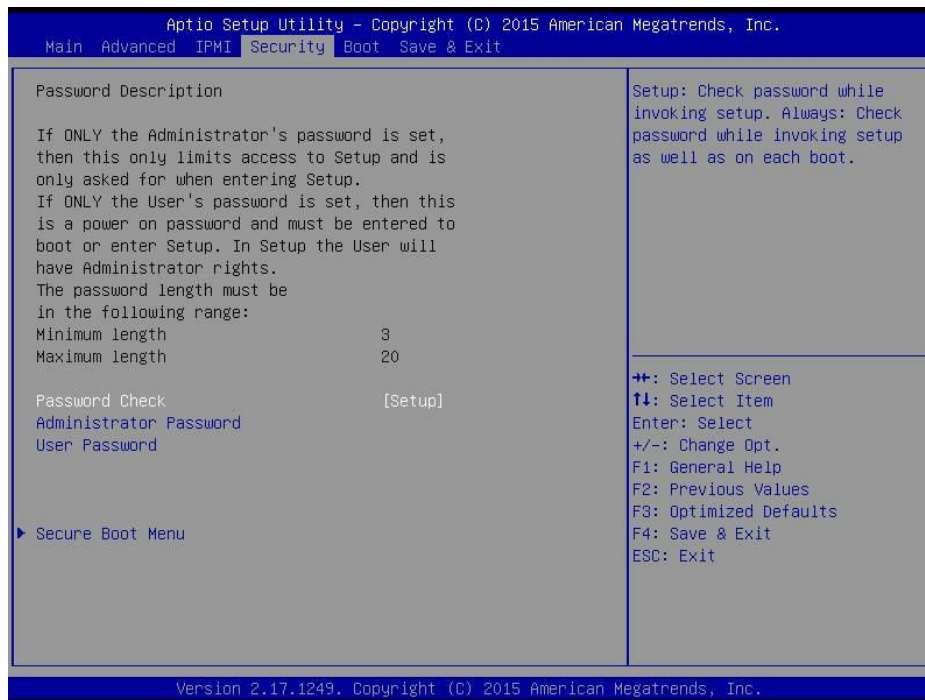 Aptio Setup Utility – Copyright (C) 2015 American Megatrends, Inc.
Main Advanced IPMI Security Boot Save & Exit
Password Description
If ONLY the Administrator's password is set,
then this only limits access to Setup and is
only asked for when entering Setup.
If ONLY the User's password is set, then this
is a power on password and must be entered to
boot or enter Setup. In Setup the User will
have Administrator rights.
The password length must be
in the following range:
Minimum length 3
Maximum length 20
Password Check [Setup]
Administrator Password
User Password
▶ Secure Boot Menu
Setup: Check password while
invoking setup. Always: Check
password while invoking setup
as well as on each boot.
→←: Select Screen
↑↓: Select Item
Enter: Select
+/-: Change Opt.
F1: General Help
F2: Previous Values
F3: Optimized Defaults
F4: Save & Exit
ESC: Exit
Version 2.17.1249. Copyright (C) 2015 American Megatrends, Inc.